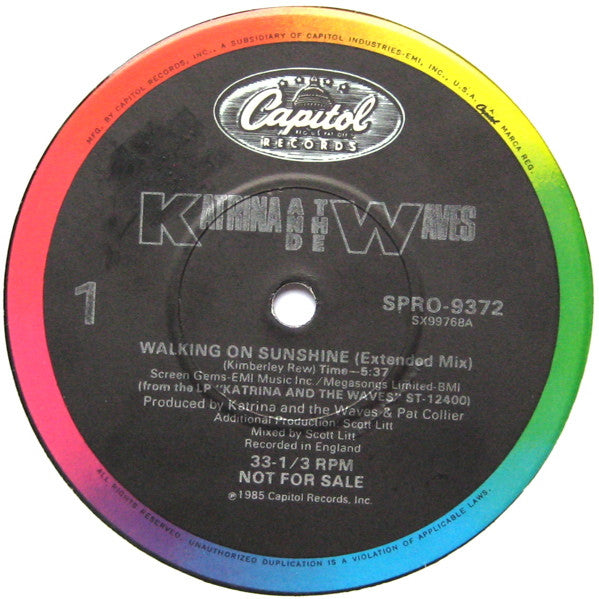 MFG. BY CAPITOL RECORDS, INC., A SUBSIDIARY OF CAPITOL INDUSTRIES-EMI, INC., U.S.A.
Capitol MARCA REG.
Capitol
RECORDS
KATRINA AND THE WAVES
1
SPRO-9372
SX99768A
WALKING ON SUNSHINE (Extended Mix)
(Kimberley Rew) Time—5:37
Screen Gems-EMI Music Inc./Megasongs Limited-BMI
(from the LP "KATRINA AND THE WAVES" ST-12400)
Produced by Katrina and the Waves & Pat Collier
Additional Production: Scott Litt
Mixed by Scott Litt
Recorded in England
33-1/3 RPM
NOT FOR SALE
℗1985 Capitol Records, Inc.
ALL RIGHTS RESERVED. UNAUTHORIZED DUPLICATION IS A VIOLATION OF APPLICABLE LAWS.